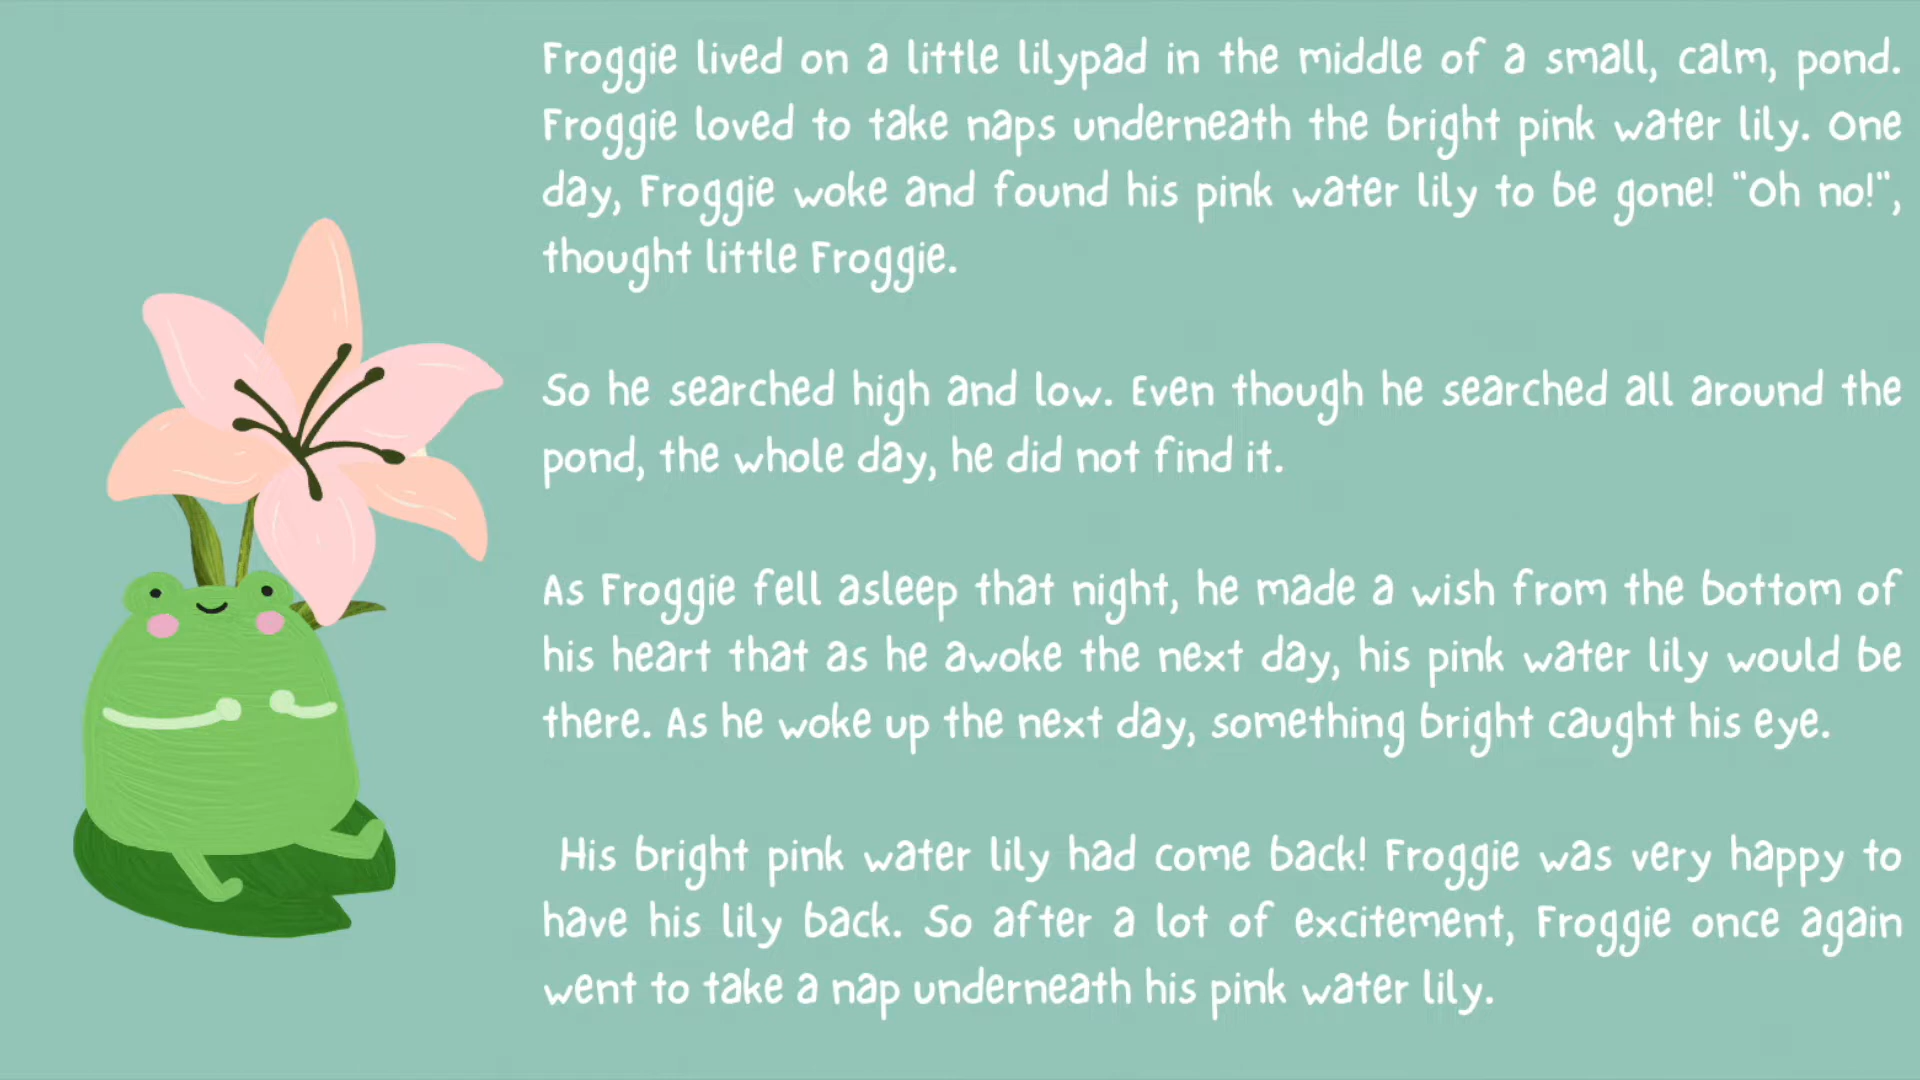 Froggie lived on a little lilypad in the middle of a small, calm, pond.
Froggie loved to take naps underneath the bright pink water lily. One
day, Froggie woke and found his pink water lily to be gone! "Oh no!",
thought little Froggie.
So he searched high and low. Even though he searched all around the
pond, the whole day, he did not find it.
As Froggie fell asleep that night, he made a wish from the bottom of
his heart that as he awoke the next day, his pink water lily would be
there. As he woke up the next day, something bright caught his eye.
His bright pink water lily had come back! Froggie was very happy to
have his lily back. So after a lot of excitement, Froggie once again
went to take a nap underneath his pink water lily.